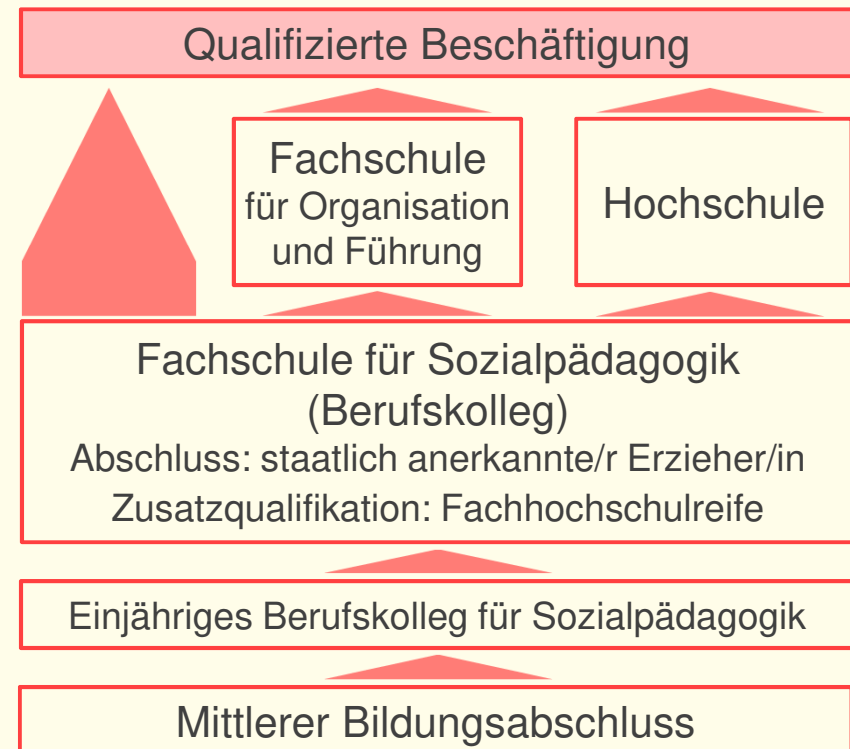 Qualifizierte Beschäftigung
Fachschule
für Organisation
und Führung
Hochschule
Fachschule für Sozialpädagogik
(Berufskolleg)
Abschluss: staatlich anerkannte/r Erzieher/in
Zusatzqualifikation: Fachhochschulreife
Einjähriges Berufskolleg für Sozialpädagogik
Mittlerer Bildungsabschluss